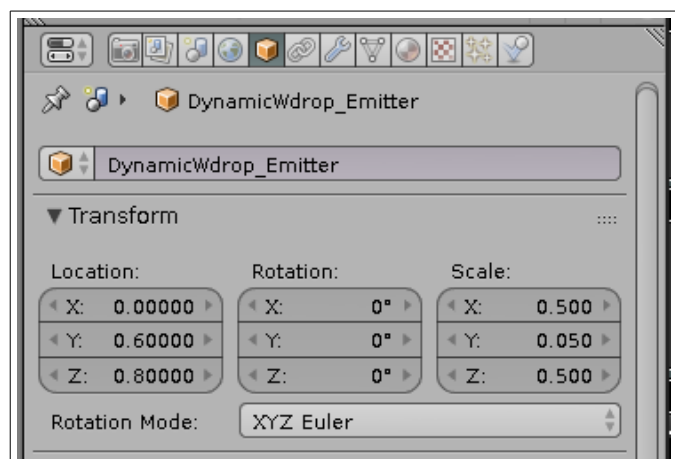 DynamicWdrop_Emitter
DynamicWdrop_Emitter
Transform
Location: Rotation: Scale:
X: 0.00000 X: 0° X: 0.500
Y: 0.60000 Y: 0° Y: 0.050
Z: 0.80000 Z: 0° Z: 0.500
Rotation Mode: XYZ Euler